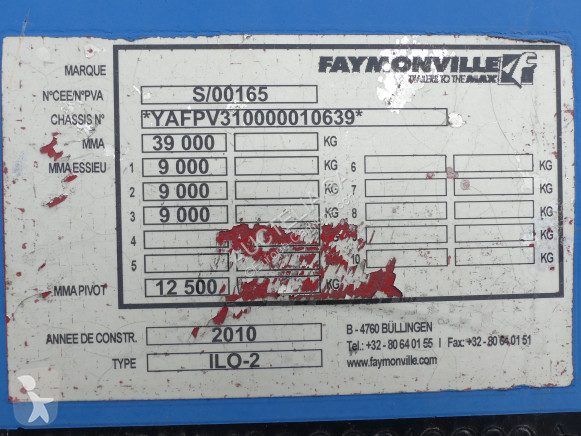 MARQUE
FAYMONVILLE
TRAILERS TO THE MAX
N°CEE/N°PVA S/00165
CHASSIS N° *YAFPV310000010639*
MMA 39 000 KG KG
MMA ESSIEU 1 9 000 KG 6 KG
2 9 000 KG 7 KG
3 9 000 KG 8 KG
4 KG
5 10 KG
MMA PIVOT 12 500 KG
ANNEE DE CONSTR. 2010
TYPE ILO-2
B - 4760 BÜLLINGEN
Tel.: +32 - 80 64 01 55 | Fax: +32 - 80 64 01 51
www.faymonville.com